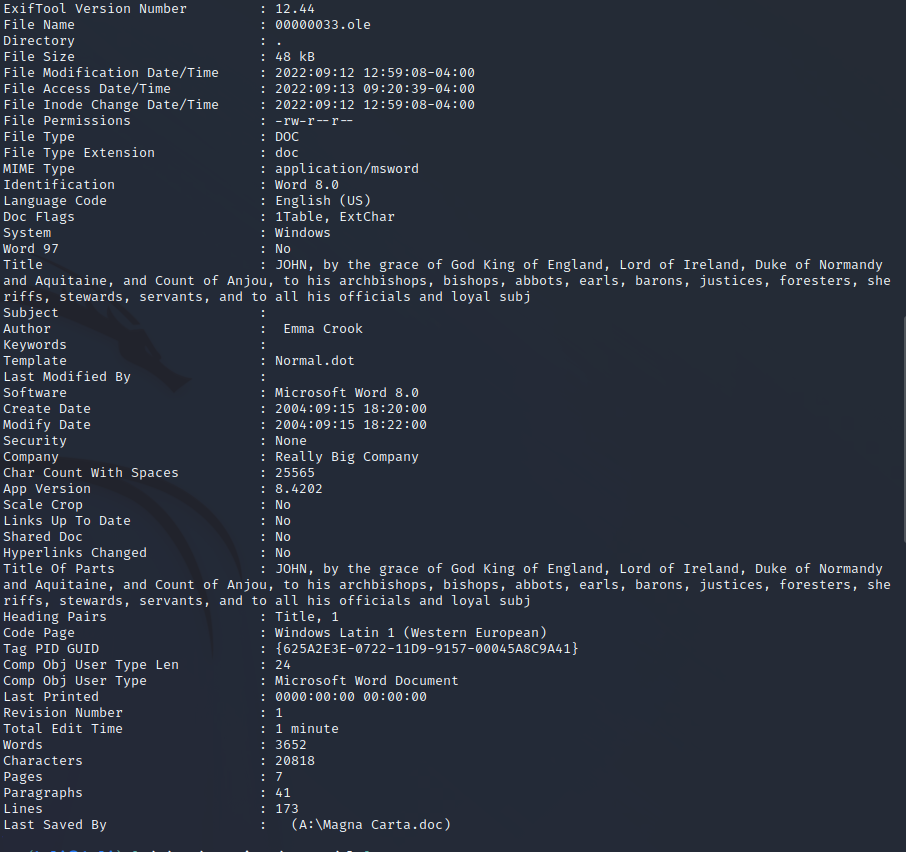 ExifTool Version Number         : 12.44
File Name                       : 00000033.ole
Directory                       : .
File Size                       : 48 kB
File Modification Date/Time     : 2022:09:12 12:59:08-04:00
File Access Date/Time           : 2022:09:13 09:20:39-04:00
File Inode Change Date/Time     : 2022:09:12 12:59:08-04:00
File Permissions                : -rw-r--r--
File Type                       : DOC
File Type Extension             : doc
MIME Type                       : application/msword
Identification                  : Word 8.0
Language Code                   : English (US)
Doc Flags                       : 1Table, ExtChar
System                          : Windows
Word 97                         : No
Title                           : JOHN, by the grace of God King of England, Lord of Ireland, Duke of Normandy
and Aquitaine, and Count of Anjou, to his archbishops, bishops, abbots, earls, barons, justices, foresters, she
riffs, stewards, servants, and to all his officials and loyal subj
Subject                         :
Author                          :  Emma Crook
Keywords                        :
Template                        : Normal.dot
Last Modified By                :
Software                        : Microsoft Word 8.0
Create Date                     : 2004:09:15 18:20:00
Modify Date                     : 2004:09:15 18:22:00
Security                        : None
Company                         : Really Big Company
Char Count With Spaces          : 25565
App Version                     : 8.4202
Scale Crop                      : No
Links Up To Date                : No
Shared Doc                      : No
Hyperlinks Changed              : No
Title Of Parts                  : JOHN, by the grace of God King of England, Lord of Ireland, Duke of Normandy
and Aquitaine, and Count of Anjou, to his archbishops, bishops, abbots, earls, barons, justices, foresters, she
riffs, stewards, servants, and to all his officials and loyal subj
Heading Pairs                   : Title, 1
Code Page                       : Windows Latin 1 (Western European)
Tag PID GUID                    : {625A2E3E-0722-11D9-9157-00045A8C9A41}
Comp Obj User Type Len          : 24
Comp Obj User Type              : Microsoft Word Document
Last Printed                    : 0000:00:00 00:00:00
Revision Number                 : 1
Total Edit Time                 : 1 minute
Words                           : 3652
Characters                      : 20818
Pages                           : 7
Paragraphs                      : 41
Lines                           : 173
Last Saved By                   :   (A:\Magna Carta.doc)